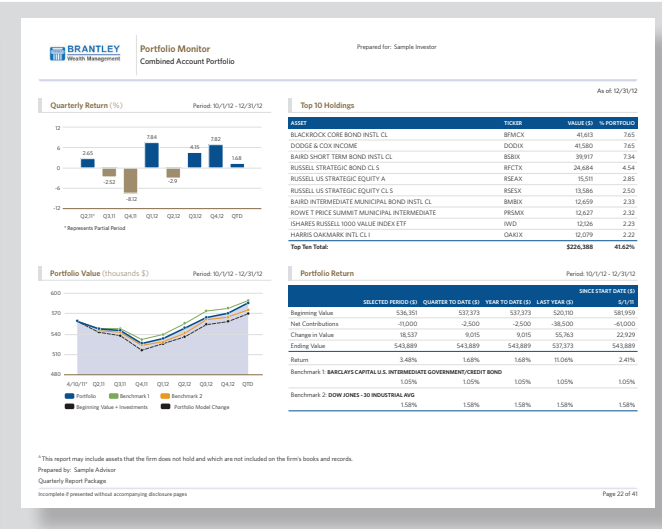 BRANTLEY
Wealth Management
Portfolio Monitor
Combined Account Portfolio
Prepared for: Sample Investor
As of: 12/31/12
Quarterly Return (%)
Period: 10/1/12 - 12/31/12
12
6
0
-6
-12
2.65
-2.52
-8.12
7.84
-2.9
4.15
7.82
1.68
Q2,11* Q3,11 Q4,11 Q1,12 Q2,12 Q3,12 Q4,12 QTD
* Represents Partial Period
Top 10 Holdings
ASSET TICKER VALUE ($) % PORTFOLIO
BLACKROCK CORE BOND INSTL CL BFMCX 41,613 7.65
DODGE & COX INCOME DODIX 41,580 7.65
BAIRD SHORT TERM BOND INSTL CL BSBIX 39,917 7.34
RUSSELL STRATEGIC BOND CL S RFCTX 24,684 4.54
RUSSELL US STRATEGIC EQUITY A RSEAX 15,511 2.85
RUSSELL US STRATEGIC EQUITY CL S RSESX 13,586 2.50
BAIRD INTERMEDIATE MUNICIPAL BOND INSTL CL BMBIX 12,659 2.33
ROWE T PRICE SUMMIT MUNICIPAL INTERMEDIATE PRSMX 12,627 2.32
ISHARES RUSSELL 1000 VALUE INDEX ETF IWD 12,126 2.23
HARRIS OAKMARK INTL CL I OAKIX 12,079 2.22
Top Ten Total: $226,388 41.62%
Portfolio Value (thousands $)
Period: 10/1/12 - 12/31/12
600
570
540
510
480
4/10/11* Q2,11 Q3,11 Q4,11 Q1,12 Q2,12 Q3,12 Q4,12 QTD
Portfolio Benchmark 1 Benchmark 2
Beginning Value + Investments Portfolio Model Change
Portfolio Return
Period: 10/1/12 - 12/31/12
SINCE START DATE ($)
SELECTED PERIOD ($) QUARTER TO DATE ($) YEAR TO DATE ($) LAST YEAR ($) 5/1/11
Beginning Value 536,351 537,373 537,373 520,110 581,959
Net Contributions -11,000 -2,500 -2,500 -38,500 -61,000
Change in Value 18,537 9,015 9,015 55,763 22,929
Ending Value 543,889 543,889 543,889 537,373 543,889
Return 3.48% 1.68% 1.68% 11.06% 2.41%
Benchmark 1: BARCLAYS CAPITAL U.S. INTERMEDIATE GOVERNMENT/CREDIT BOND
1.05% 1.05% 1.05% 1.05% 1.05%
Benchmark 2: DOW JONES - 30 INDUSTRIAL AVG
1.58% 1.58% 1.58% 1.58% 1.58%
This report may include assets that the firm does not hold and which are not included on the firm's books and records.
Prepared by: Sample Advisor
Quarterly Report Package
Incomplete if presented without accompanying disclosure pages
Page 22 of 41